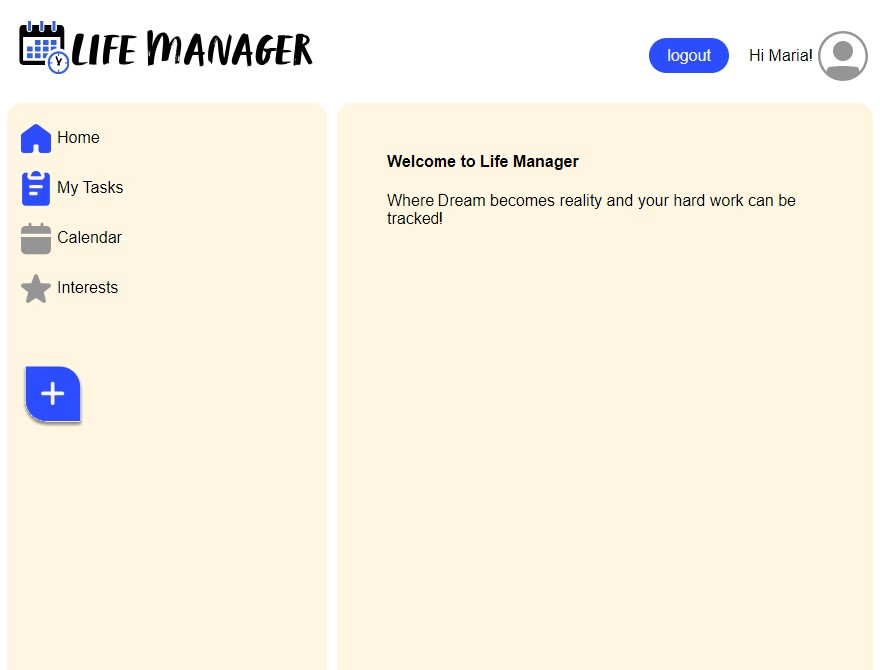 LIFE MANAGER
logout
Hi Maria!
Home
My Tasks
Calendar
Interests
Welcome to Life Manager
Where Dream becomes reality and your hard work can be
tracked!